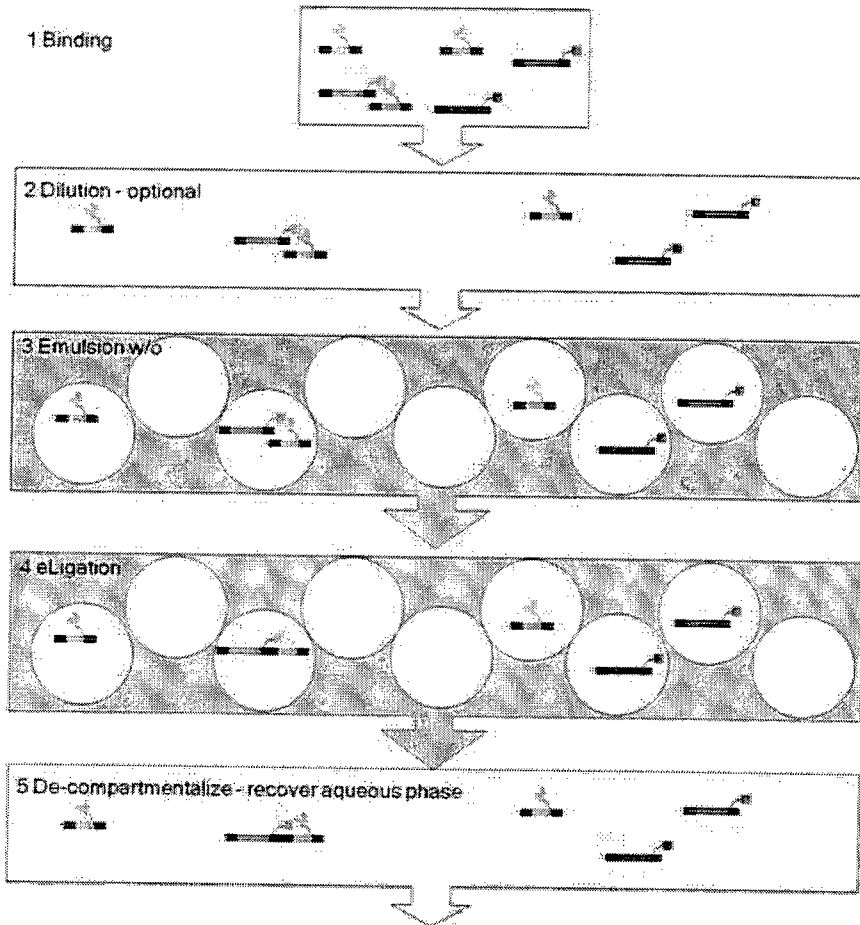 1 Binding
2 Dilution - optional
3 Emulsion w/o
4 eLigation
5 De-compartmentalize - recover aqueous phase